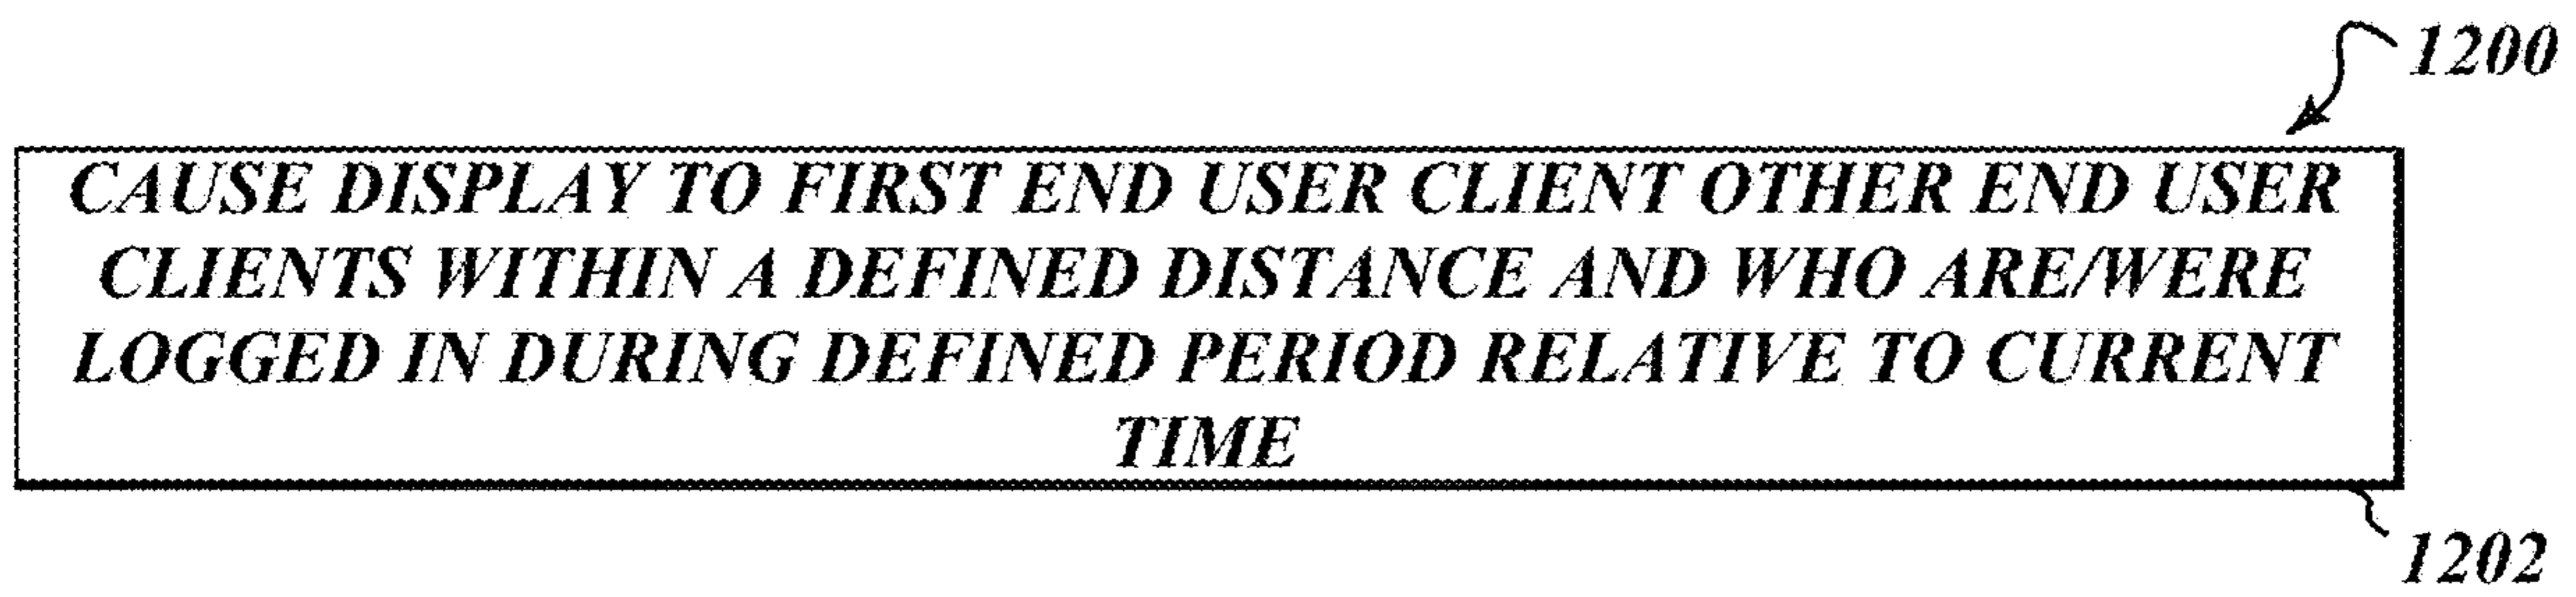 1200
CAUSE DISPLAY TO FIRST END USER CLIENT OTHER END USER
CLIENTS WITHIN A DEFINED DISTANCE AND WHO ARE/WERE
LOGGED IN DURING DEFINED PERIOD RELATIVE TO CURRENT
TIME
1202